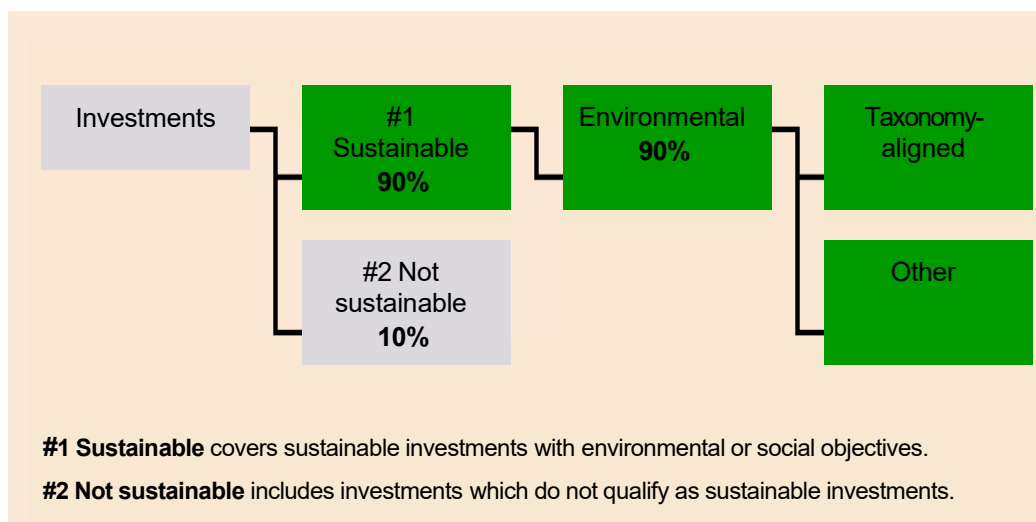 Investments
#1
Sustainable
90%
Environmental
90%
Taxonomy-
aligned
#2 Not
sustainable
10%
Other
#1 Sustainable covers sustainable investments with environmental or social objectives.
#2 Not sustainable includes investments which do not qualify as sustainable investments.